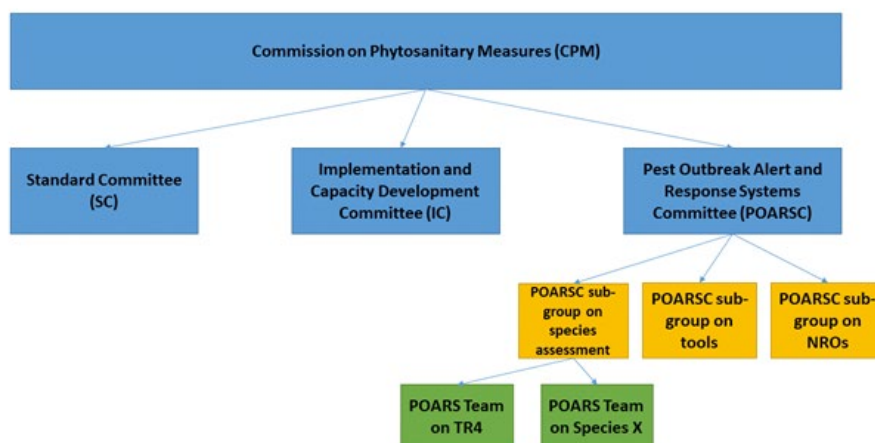 Commission on Phytosanitary Measures (CPM)
Standard Committee
(SC)
Implementation and
Capacity Development
Committee (IC)
Pest Outbreak Alert and
Response Systems
Committee (POARSC)
POARSC sub-
group on
species
assessment
POARSC sub-
group on
tools
POARSC sub-
group on
NROs
POARS Team
on TR4
POARS Team
on Species X